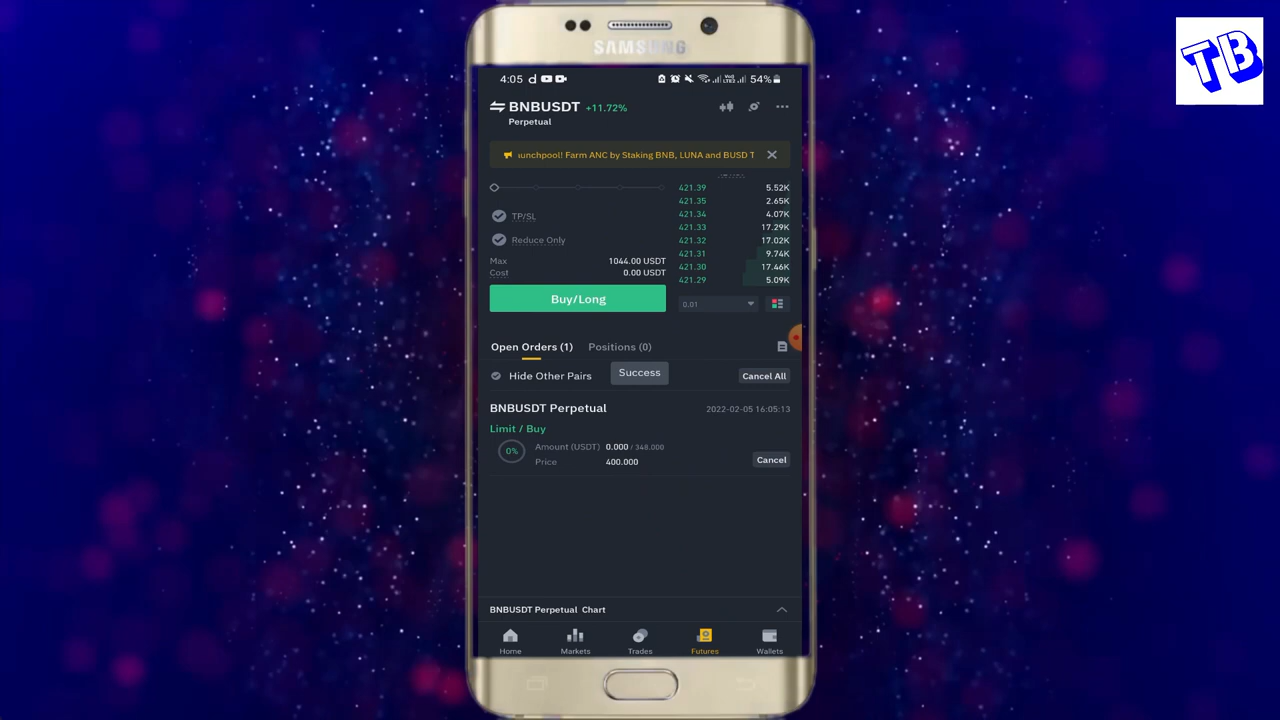 SAMSUNG
TB
4:05 d 54%
BNBUSDT +11.72%
Perpetual
unchpool! Farm ANC by Staking BNB, LUNA and BUSD T
421.39 5.52K
421.35 2.65K
421.34 4.07K
421.33 17.29K
421.32 17.02K
421.31 9.74K
421.30 17.46K
421.29 5.09K
TP/SL
Reduce Only
Max 1044.00 USDT
Cost 0.00 USDT
Buy/Long
0.01
Open Orders (1) Positions (0)
Hide Other Pairs
Success
Cancel All
BNBUSDT Perpetual 2022-02-05 16:05:13
Limit / Buy
0%
Amount (USDT) 0.000 / 348.000
Price 400.000
Cancel
BNBUSDT Perpetual Chart
Home Markets Trades Futures Wallets